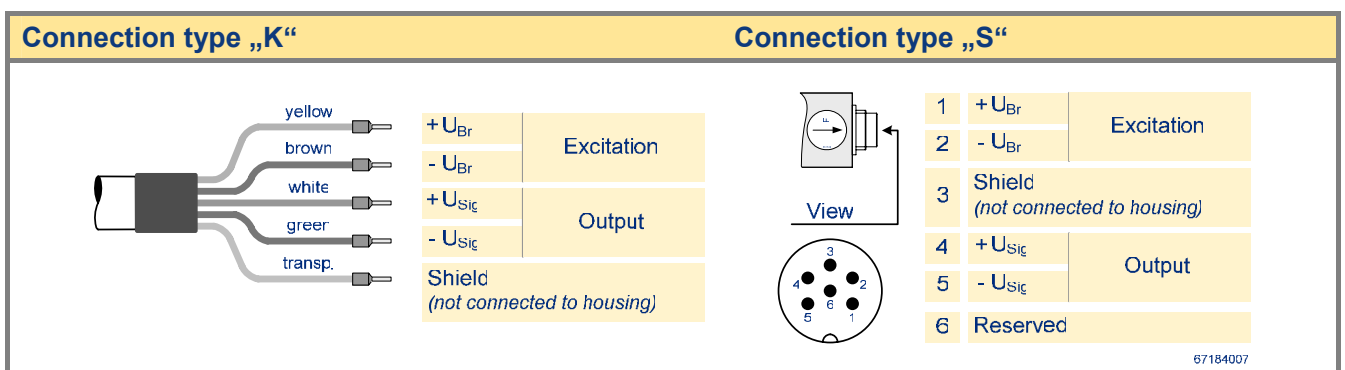 Connection type „K“
Connection type „S“
yellow
brown
white
green
transp.
+ U_Br
- U_Br
Excitation
+ U_Sig
- U_Sig
Output
Shield
(not connected to housing)
F
View
3
4
2
6
5
1
1 + U_Br
2 - U_Br
Excitation
3 Shield
(not connected to housing)
4 + U_Sig
5 - U_Sig
Output
6 Reserved
67184007